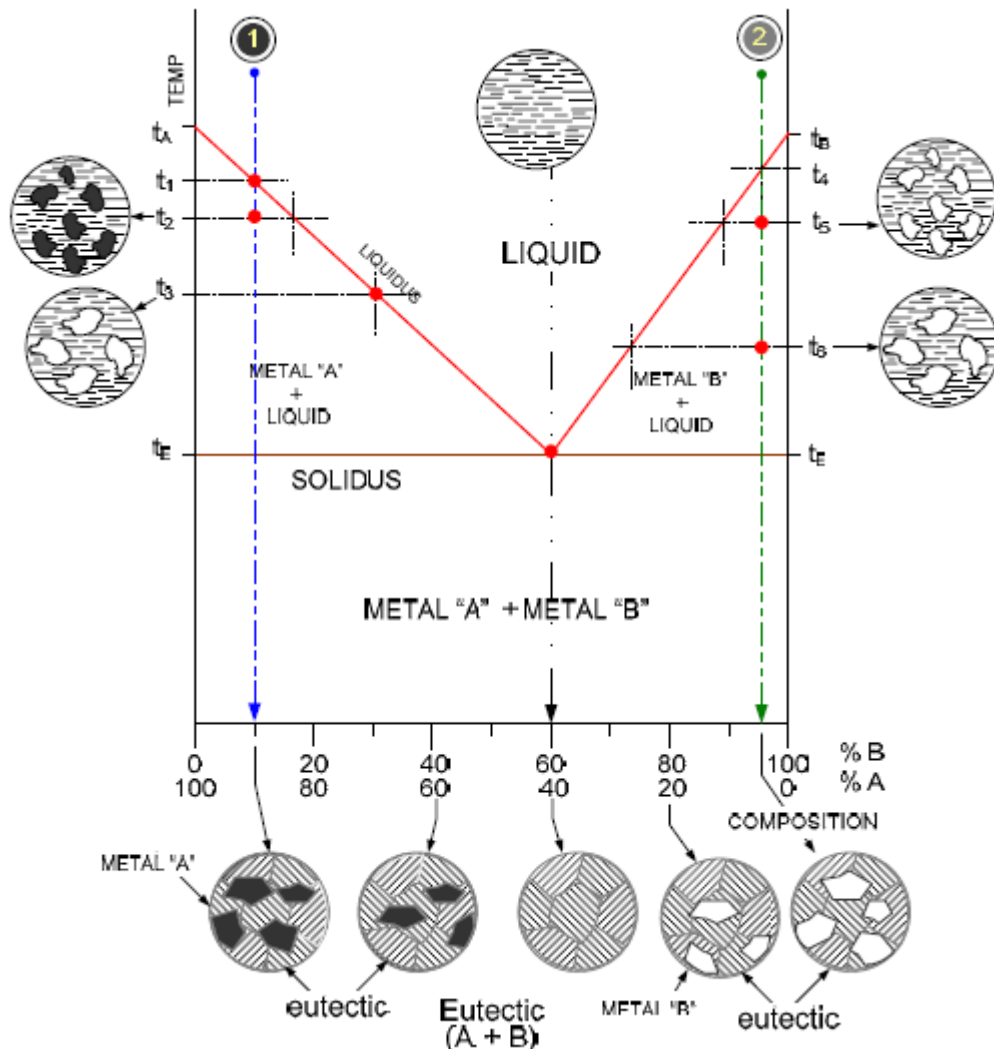 1
2
TEMP
tA
t1
t2
t3
tE
tB
t4
t5
t6
tE
LIQUID
LIQUIDUS
METAL "A"
+
LIQUID
METAL "B"
+
LIQUID
SOLIDUS
METAL "A" + METAL "B"
0 20 40 60 80 100 % B
100 80 60 40 20 0 % A
COMPOSITION
METAL "A"
eutectic
Eutectic
(A + B)
METAL "B"
eutectic